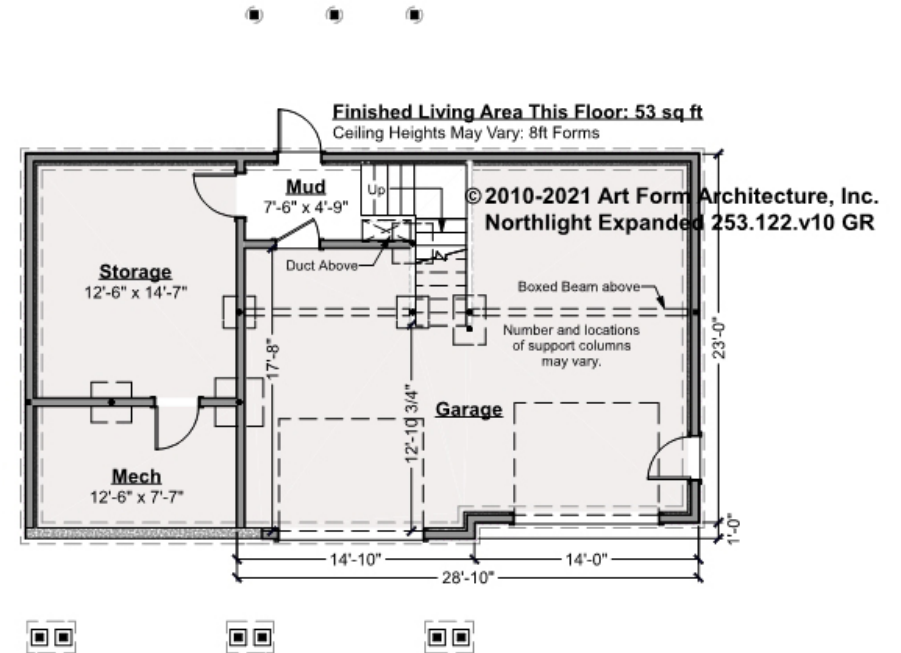 Finished Living Area This Floor: 53 sq ft
Ceiling Heights May Vary: 8ft Forms
Mud
7'-6" x 4'-9"
Up
© 2010-2021 Art Form Architecture, Inc.
Northlight Expanded 253.122.v10 GR
Duct Above
Storage
12'-6" x 14'-7"
Boxed Beam above
Number and locations
of support columns
may vary.
23'-0"
17'-8"
12'-10 3/4"
Garage
Mech
12'-6" x 7'-7"
1'-0"
14'-10"
14'-0"
28'-10"